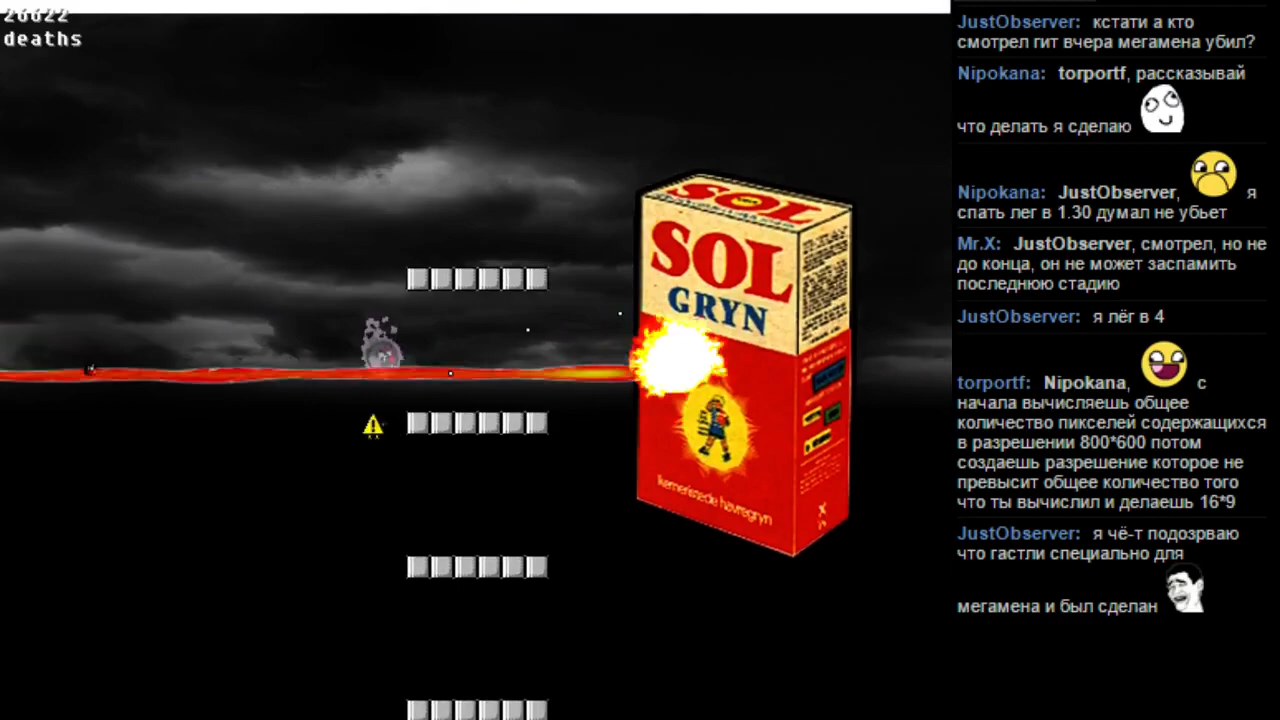 26622
deaths
SOL
SOL
GRYN
kerneristede havregryn
JustObserver: кстати а кто
смотрел гит вчера мегамена убил?
Nipokana: torportf, рассказывай
что делать я сделаю
Nipokana: JustObserver, я
спать лег в 1.30 думал не убьет
Mr.X: JustObserver, смотрел, но не
до конца, он не может заспамить
последнюю стадию
JustObserver: я лёг в 4
torportf: Nipokana, с
начала вычисляешь общее
количество пикселей содержащихся
в разрешении 800*600 потом
создаешь разрешение которое не
превысит общее количество того
что ты вычислил и делаешь 16*9
JustObserver: я чё-т подозрваю
что гастли специально для
мегамена и был сделан